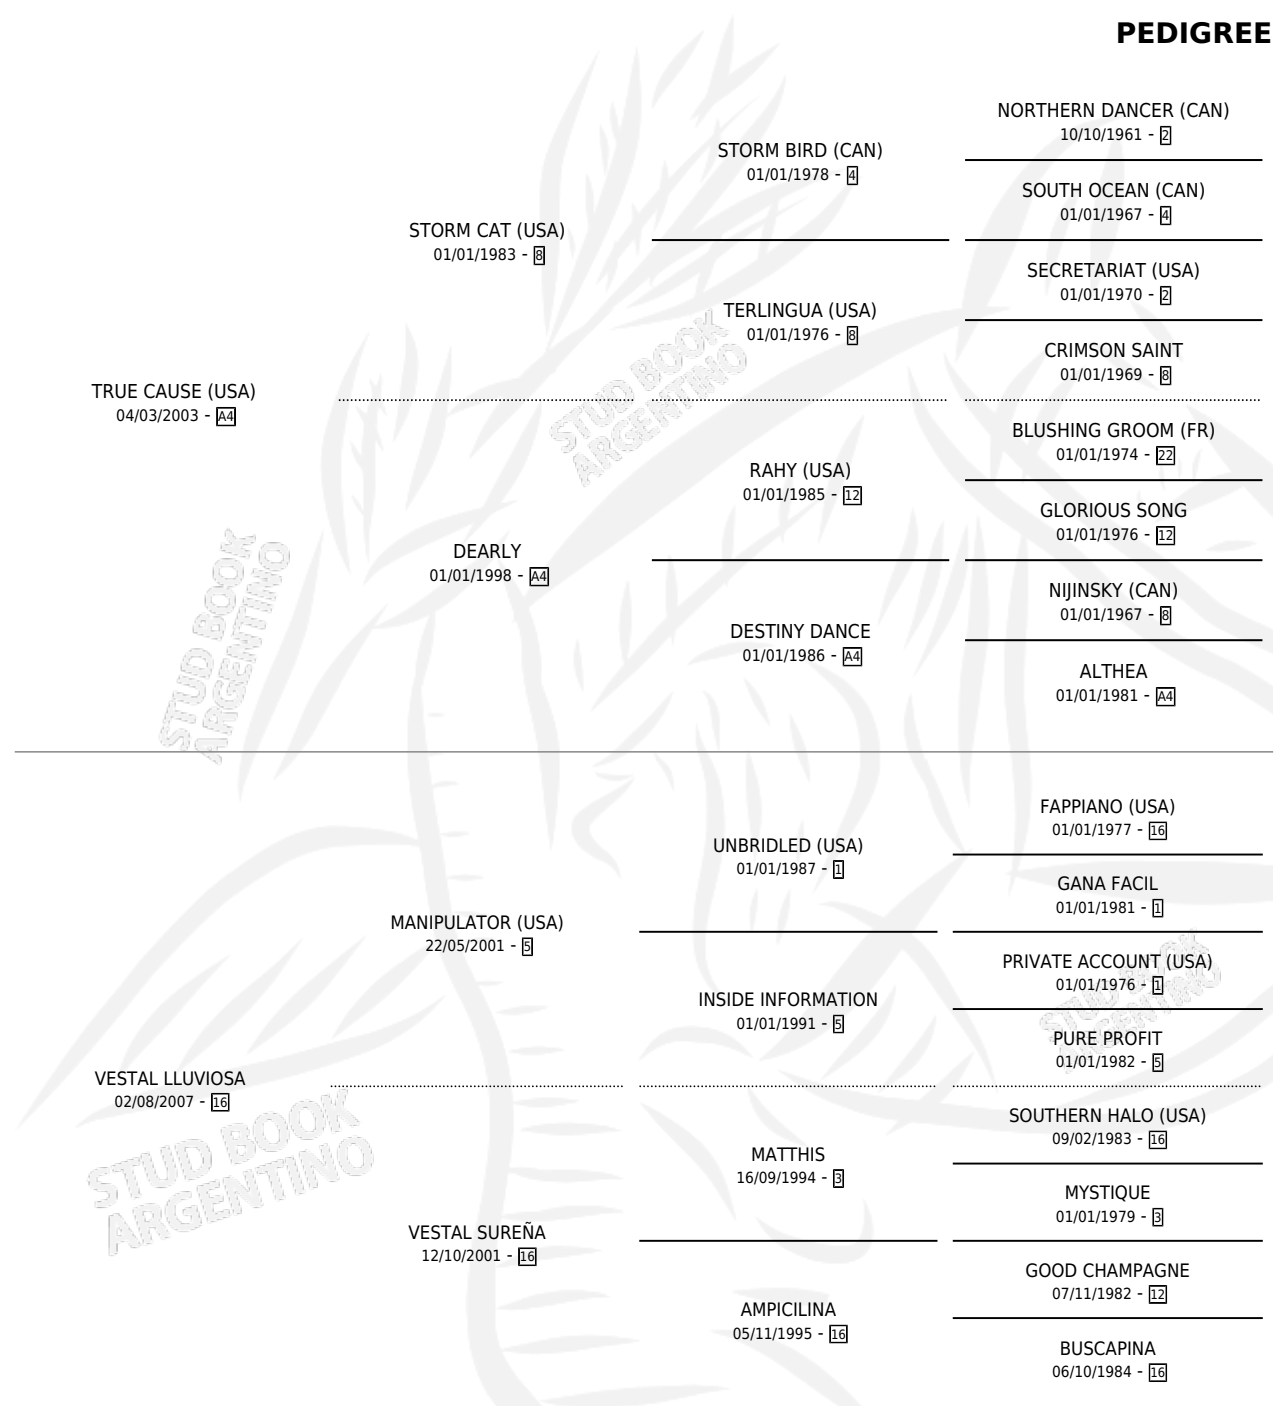 PEDIGREE
NORTHERN DANCER (CAN)
10/10/1961 - 2
STORM BIRD (CAN)
01/01/1978 - 4
SOUTH OCEAN (CAN)
01/01/1967 - 4
STORM CAT (USA)
01/01/1983 - 8
SECRETARIAT (USA)
01/01/1970 - 2
TERLINGUA (USA)
01/01/1976 - 8
CRIMSON SAINT
01/01/1969 - 8
TRUE CAUSE (USA)
04/03/2003 - A4
BLUSHING GROOM (FR)
01/01/1974 - 22
RAHY (USA)
01/01/1985 - 12
GLORIOUS SONG
01/01/1976 - 12
DEARLY
01/01/1998 - A4
NIJINSKY (CAN)
01/01/1967 - 8
DESTINY DANCE
01/01/1986 - A4
ALTHEA
01/01/1981 - A4
FAPPIANO (USA)
01/01/1977 - 16
UNBRIDLED (USA)
01/01/1987 - 1
GANA FACIL
01/01/1981 - 1
MANIPULATOR (USA)
22/05/2001 - 5
PRIVATE ACCOUNT (USA)
01/01/1976 - 1
INSIDE INFORMATION
01/01/1991 - 5
PURE PROFIT
01/01/1982 - 5
VESTAL LLUVIOSA
02/08/2007 - 16
SOUTHERN HALO (USA)
09/02/1983 - 16
MATTHIS
16/09/1994 - 3
MYSTIQUE
01/01/1979 - 3
VESTAL SUREÑA
12/10/2001 - 16
GOOD CHAMPAGNE
07/11/1982 - 12
AMPICILINA
05/11/1995 - 16
BUSCAPINA
06/10/1984 - 16
STUD BOOK
ARGENTINO
STUD BOOK
ARGENTINO
STUD BOOK
ARGENTINO
STUD BOOK
ARGENTINO